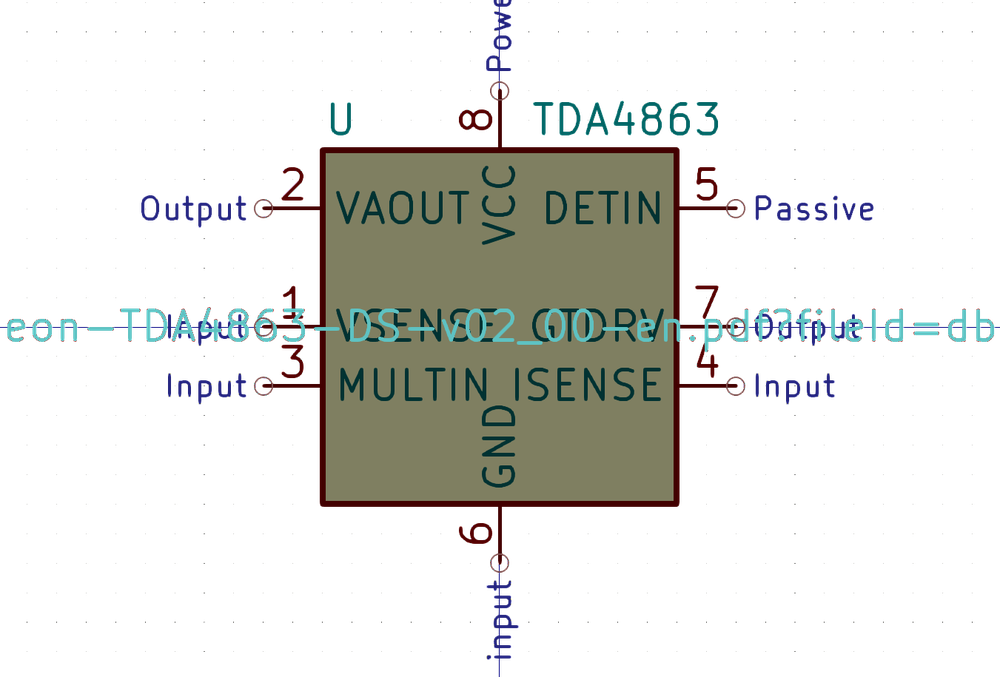 U
TDA4863
8
VCC
2
Output
VAOUT
DETIN
5
Passive
1
Input
VSENSE
GTDRV
7
Output
eon-TDA4863-DS-v02_00-en.pdf?fileId=db
3
Input
MULTIN
ISENSE
4
Input
GND
6
input